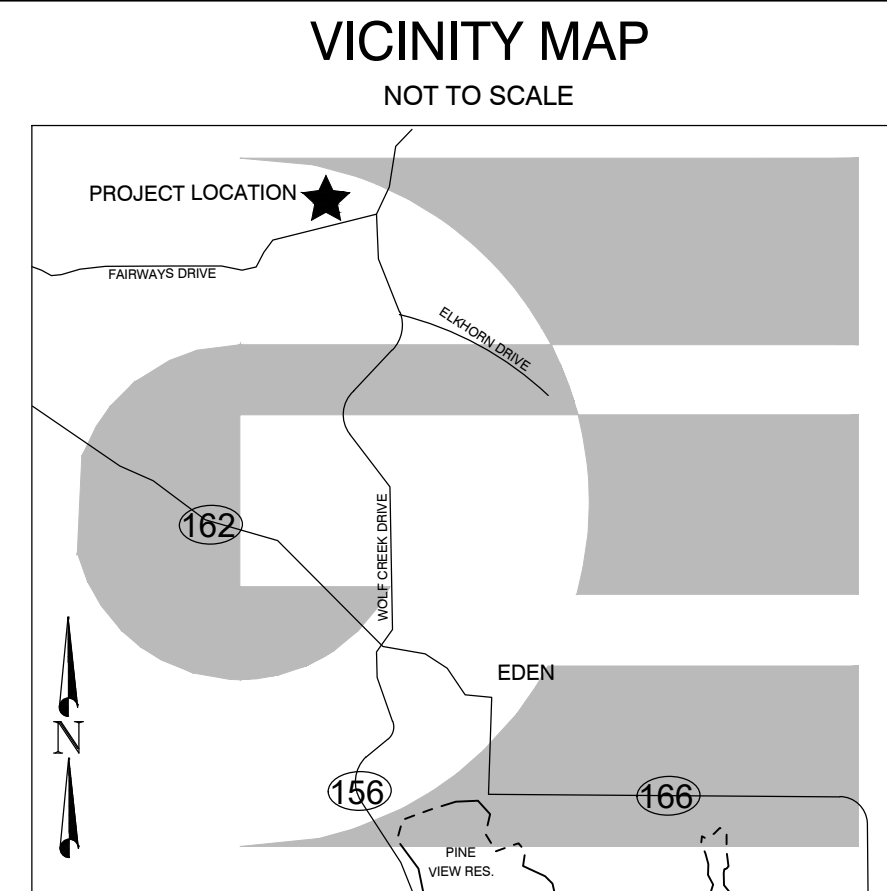 VICINITY MAP
NOT TO SCALE
PROJECT LOCATION
FAIRWAYS DRIVE
ELKHORN DRIVE
162
WOLF CREEK DRIVE
EDEN
N
156
166
PINE
VIEW RES.